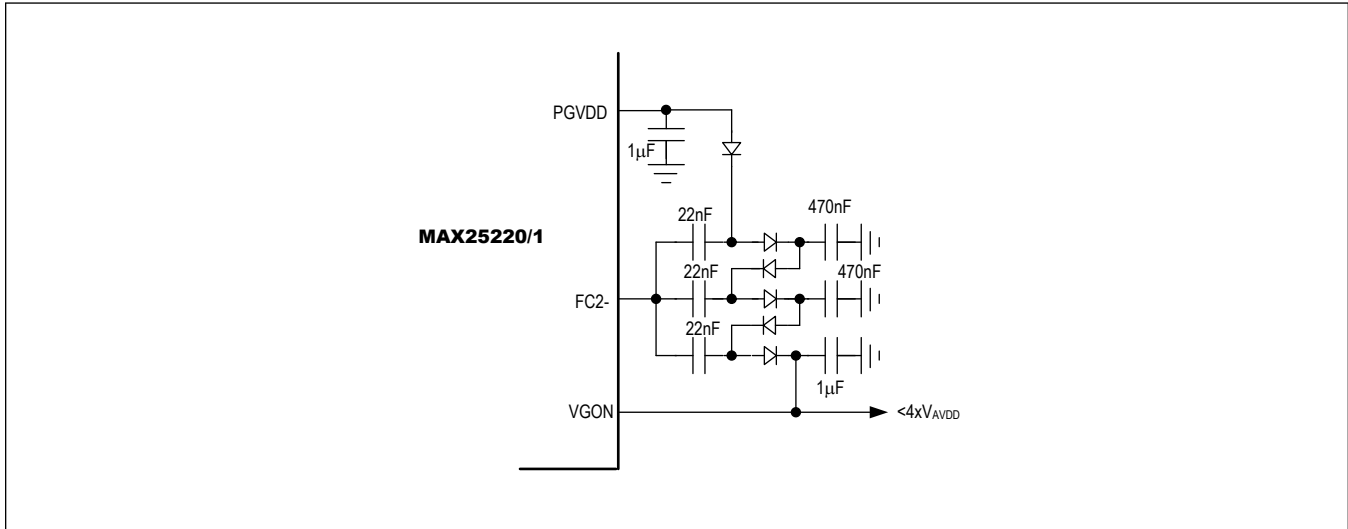 PGVDD
1μF
22nF
470nF
MAX25220/1
22nF
470nF
FC2-
22nF
1μF
VGON
<4xVAVDD